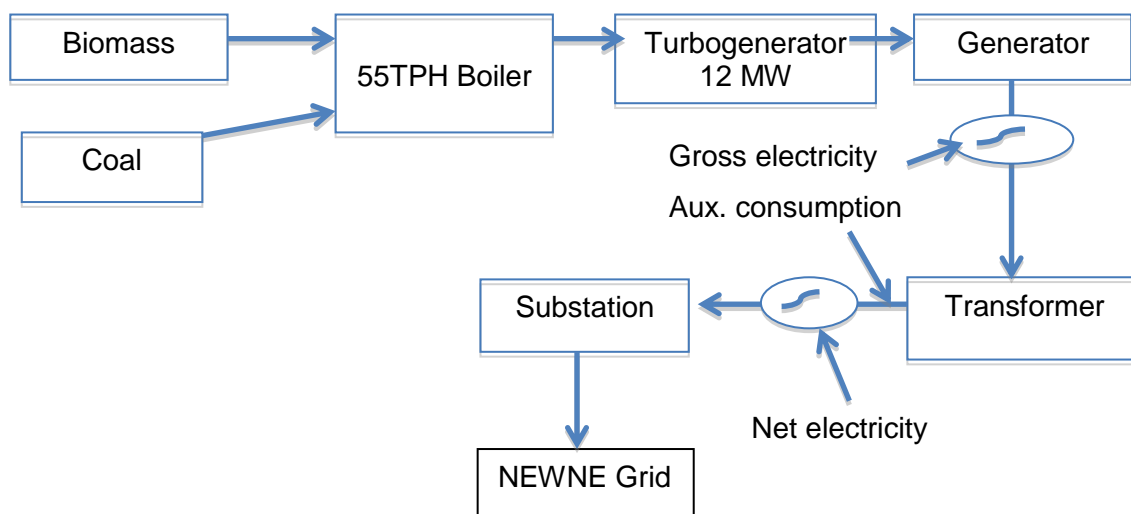 Biomass
Coal
55TPH Boiler
Turbogenerator
12 MW
Generator
Gross electricity
Aux. consumption
Substation
Transformer
Net electricity
NEWNE Grid